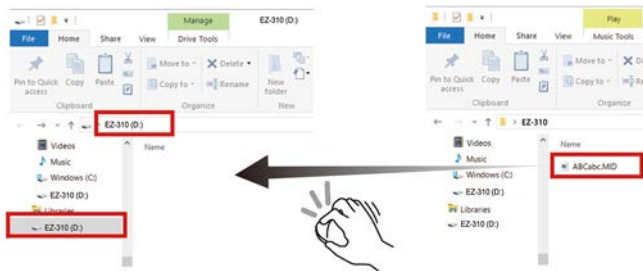 Manage
EZ-310 (D:)
File
Home
Share
View
Drive Tools
Pin to Quick access
Copy
Paste
Move to
Copy to
Delete
Rename
New folder
Clipboard
Organize
New
EZ-310 (D:)
Videos
Music
Windows (C:)
EZ-310 (D:)
Libraries
EZ-310 (D:)
Name
Play
File
Home
Share
View
Music Tools
Pin to Quick access
Copy
Paste
Move to
Copy to
Clipboard
Organize
> EZ-310
Videos
Music
Windows (C:)
EZ-310 (D:)
Libraries
EZ-310 (D:)
Name
ABCabc.MID